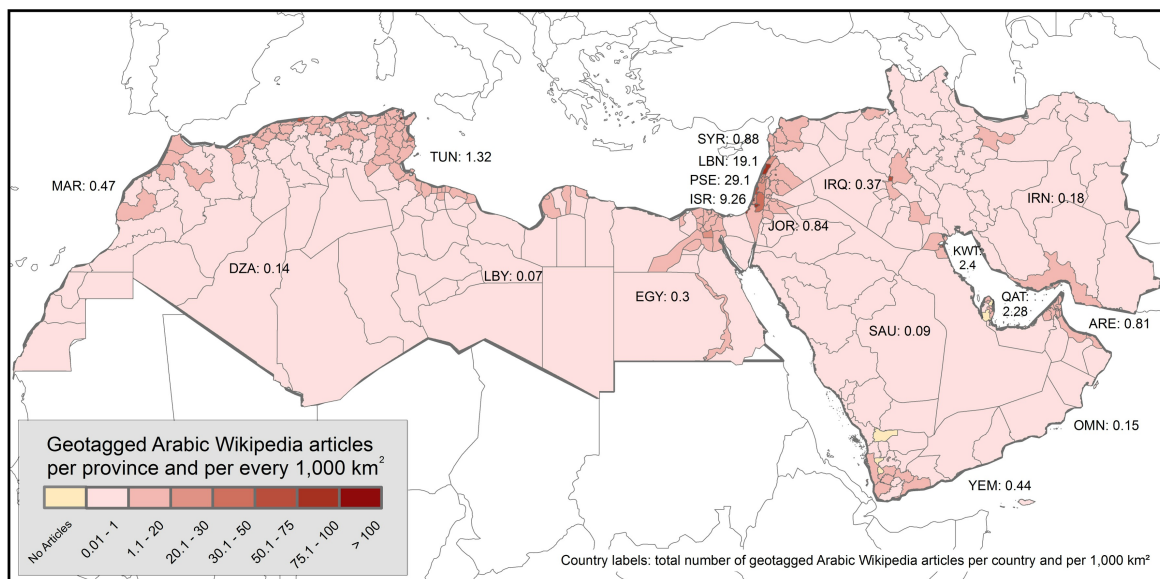 SYR: 0.88
LBN: 19.1
TUN: 1.32
PSE: 29.1
MAR: 0.47
IRQ: 0.37
ISR: 9.26
IRN: 0.18
JOR: 0.84
KWT:
2.4
DZA: 0.14
LBY: 0.07
EGY: 0.3
QAT:
2.28
SAU: 0.09
ARE: 0.81
OMN: 0.15
YEM: 0.44
Geotagged Arabic Wikipedia articles
per province and per every 1,000 km²
No Articles
0.01 - 1
1.1 - 20
20.1 - 30
30.1 - 50
50.1 - 75
75.1 - 100
> 100
Country labels: total number of geotagged Arabic Wikipedia articles per country and per 1,000 km²